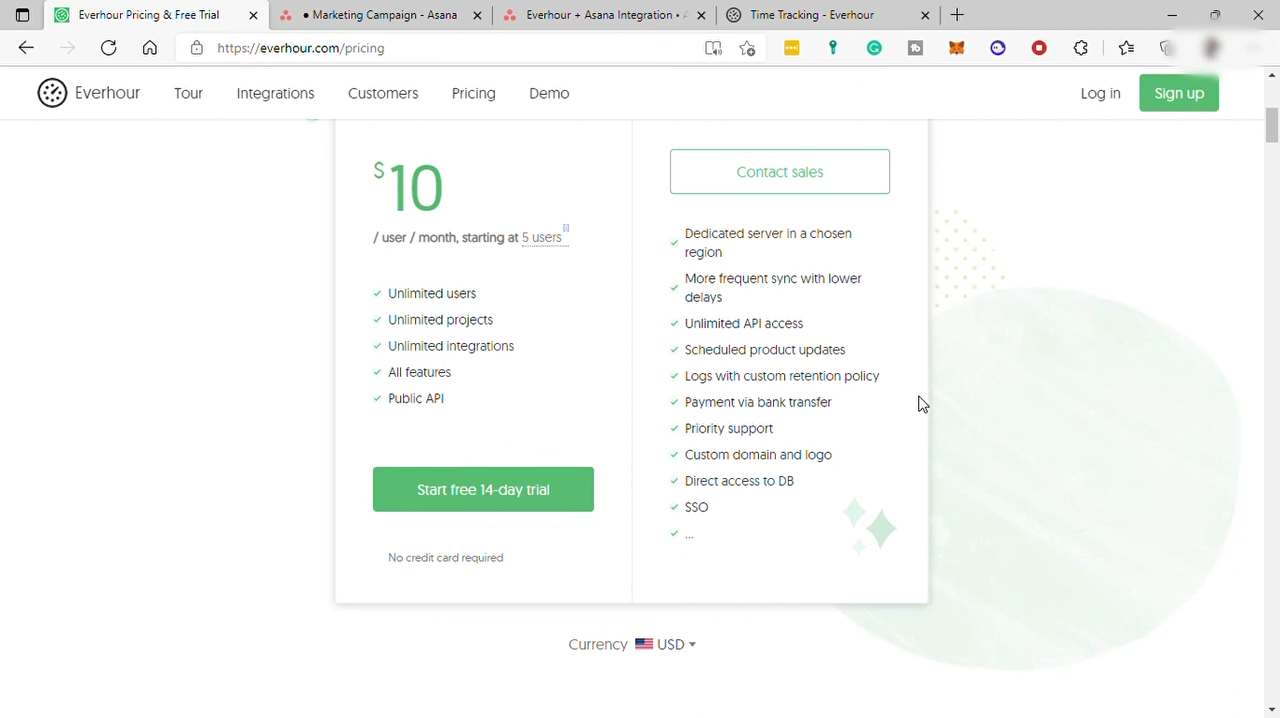 Everhour Pricing & Free Trial
● Marketing Campaign - Asana
Everhour + Asana Integration •
Time Tracking - Everhour
https://everhour.com/pricing
Everhour
Tour
Integrations
Customers
Pricing
Demo
Log in
Sign up
$10
/ user / month, starting at 5 users
Unlimited users
Unlimited projects
Unlimited integrations
All features
Public API
Start free 14-day trial
No credit card required
Contact sales
Dedicated server in a chosen
region
More frequent sync with lower
delays
Unlimited API access
Scheduled product updates
Logs with custom retention policy
Payment via bank transfer
Priority support
Custom domain and logo
Direct access to DB
SSO
...
Currency USD